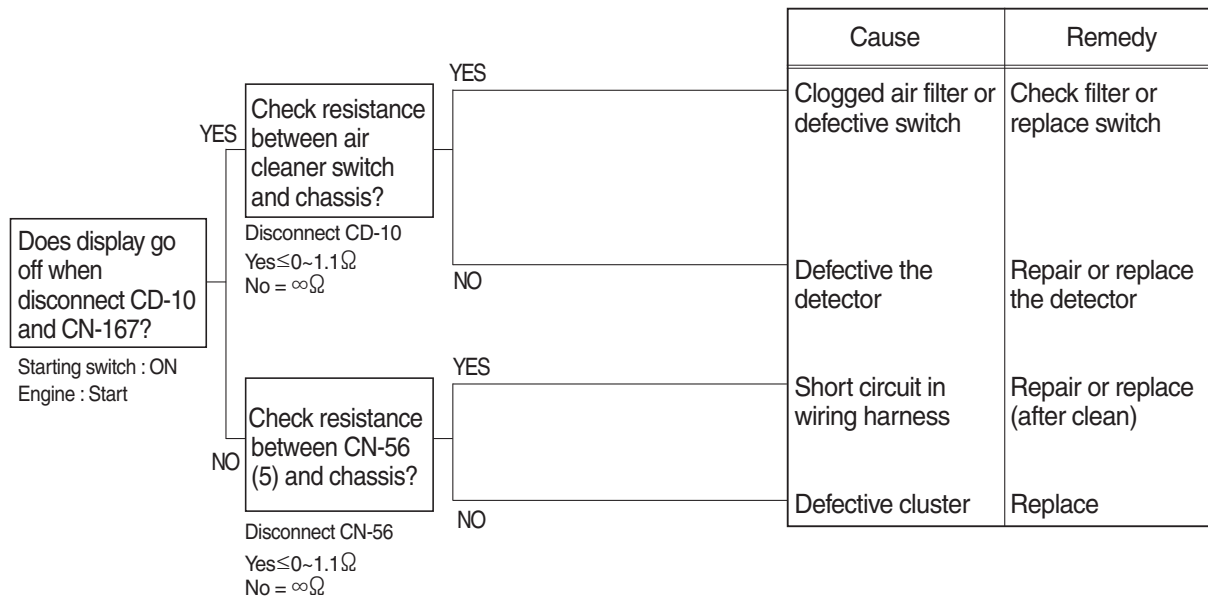 Does display go
off when
disconnect CD-10
and CN-167?
Starting switch : ON
Engine : Start
YES
Check resistance
between air
cleaner switch
and chassis?
Disconnect CD-10
Yes≤0~1.1Ω
No = ∞Ω
YES
NO
NO
Check resistance
between CN-56
(5) and chassis?
Disconnect CN-56
Yes≤0~1.1Ω
No = ∞Ω
YES
NO
Cause
Remedy
Clogged air filter or
defective switch
Check filter or
replace switch
Defective the
detector
Repair or replace
the detector
Short circuit in
wiring harness
Repair or replace
(after clean)
Defective cluster
Replace